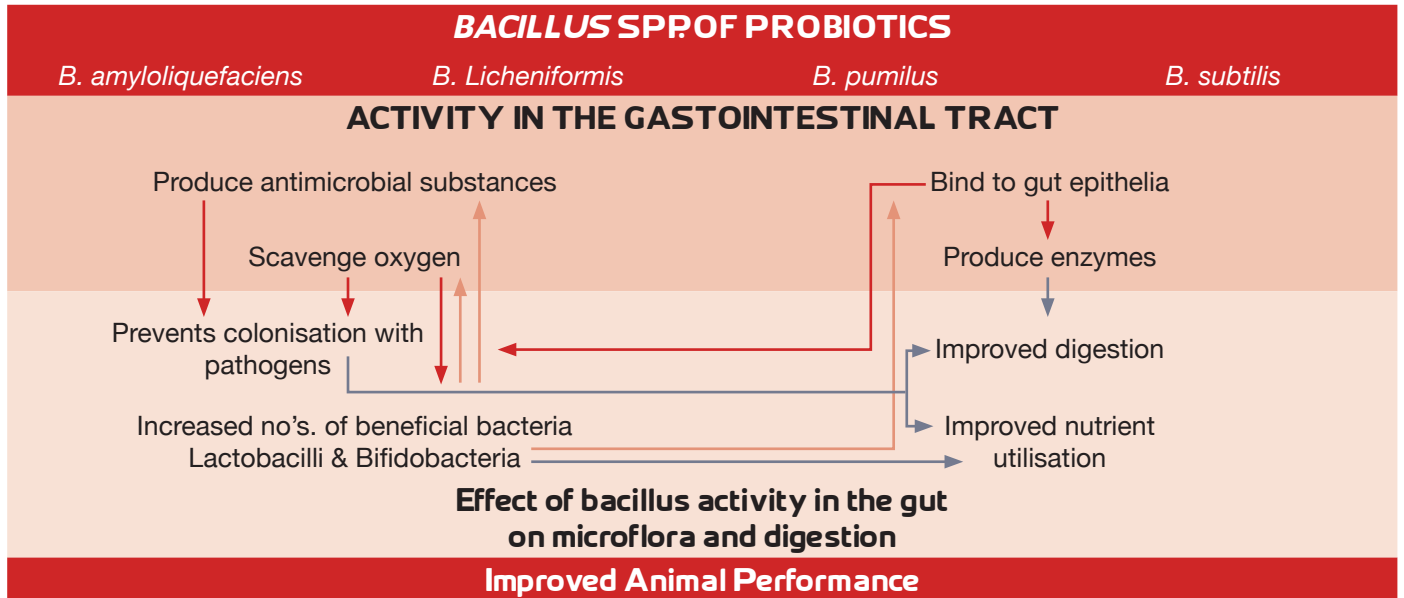 BACILLUS SPP. OF PROBIOTICS
B. amyloliquefaciens B. Licheniformis B. pumilus B. subtilis
ACTIVITY IN THE GASTOINTESTINAL TRACT
Produce antimicrobial substances
Bind to gut epithelia
Scavenge oxygen
Produce enzymes
Prevents colonisation with
pathogens
Improved digestion
Increased no's. of beneficial bacteria
Lactobacilli & Bifidobacteria
Improved nutrient
utilisation
Effect of bacillus activity in the gut
on microflora and digestion
Improved Animal Performance